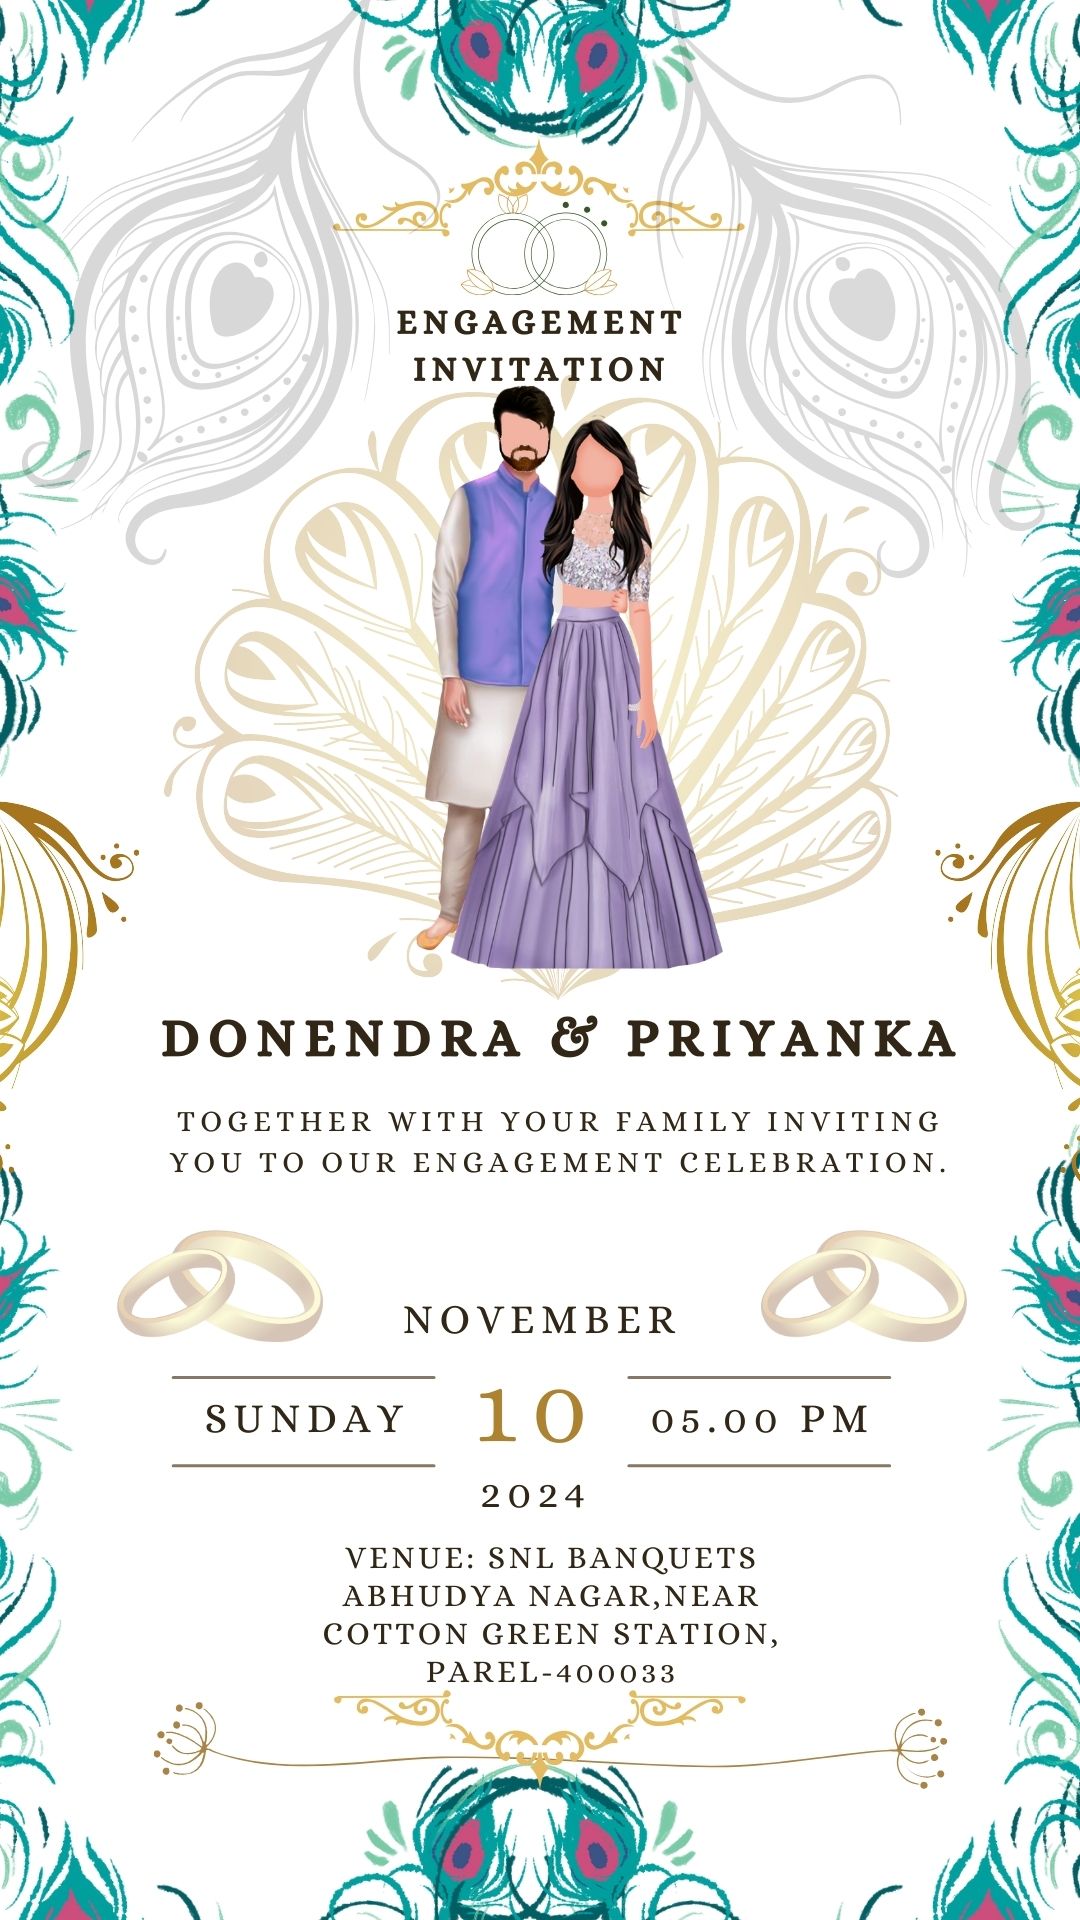 ENGAGEMENT
INVITATION
DONENDRA & PRIYANKA
TOGETHER WITH YOUR FAMILY INVITING
YOU TO OUR ENGAGEMENT CELEBRATION.
NOVEMBER
SUNDAY 10 05.00 PM
2024
VENUE: SNL BANQUETS
ABHUDYA NAGAR,NEAR
COTTON GREEN STATION,
PAREL-400033